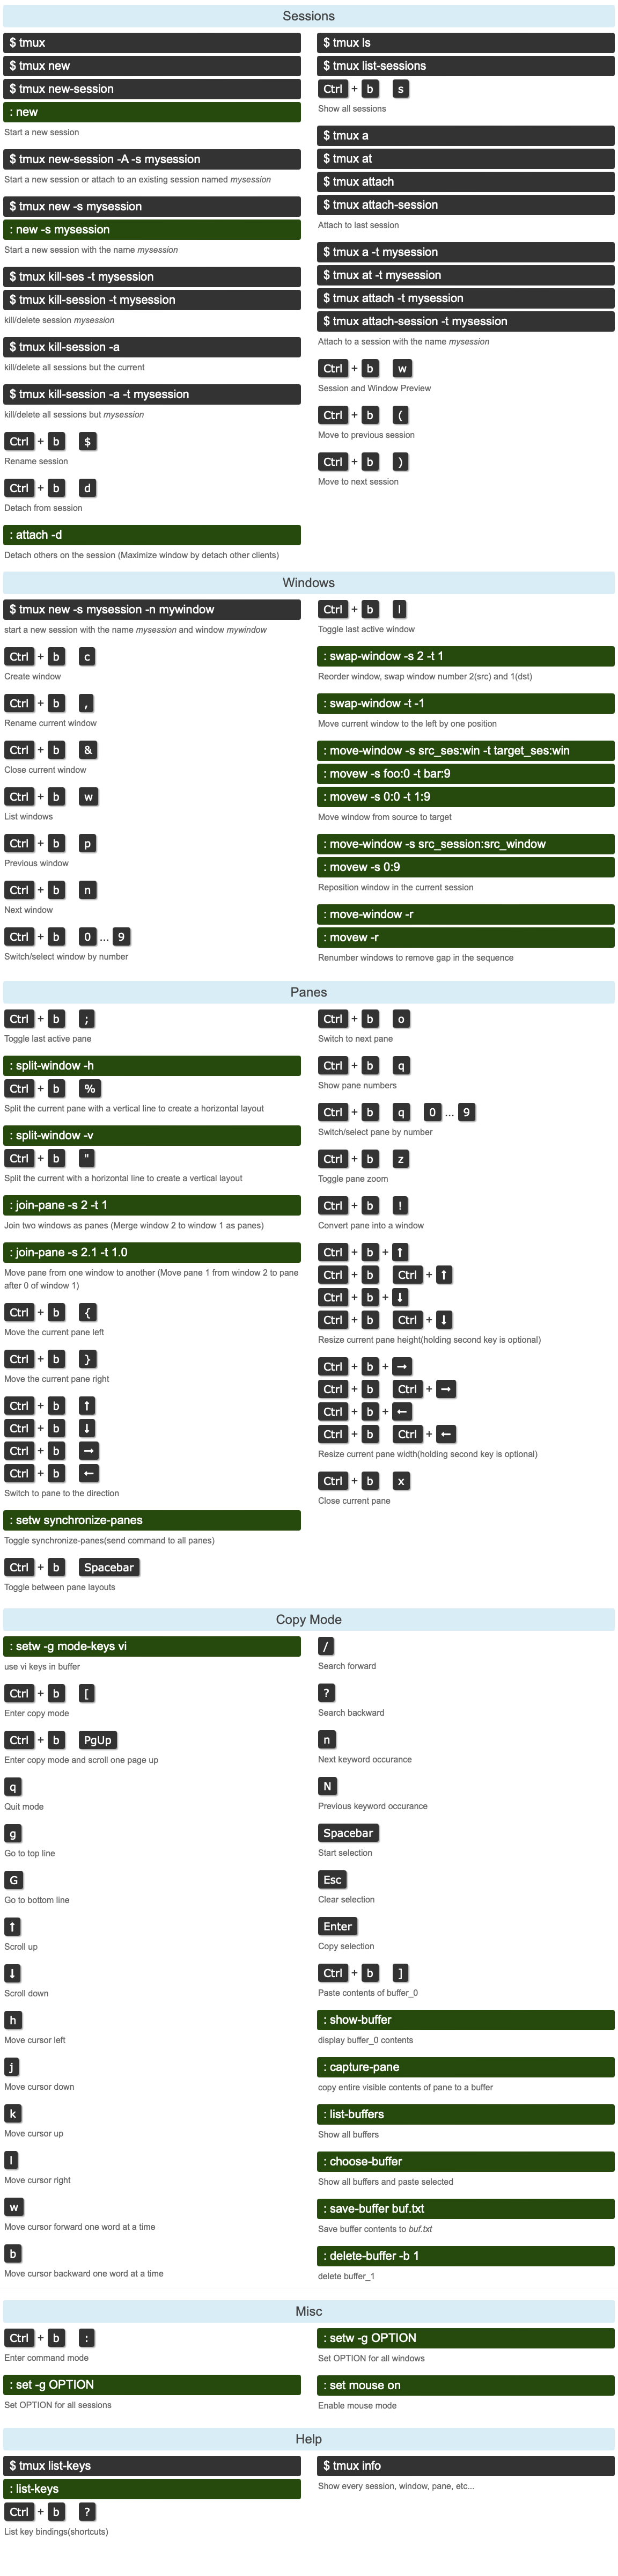 Sessions
$ tmux
$ tmux new
$ tmux new-session
: new
Start a new session
$ tmux new-session -A -s mysession
Start a new session or attach to an existing session named mysession
$ tmux new -s mysession
: new -s mysession
Start a new session with the name mysession
$ tmux kill-ses -t mysession
$ tmux kill-session -t mysession
kill/delete session mysession
$ tmux kill-session -a
kill/delete all sessions but the current
$ tmux kill-session -a -t mysession
kill/delete all sessions but mysession
Ctrl + b $
Rename session
Ctrl + b d
Detach from session
: attach -d
Detach others on the session (Maximize window by detach other clients)
$ tmux ls
$ tmux list-sessions
Ctrl + b s
Show all sessions
$ tmux a
$ tmux at
$ tmux attach
$ tmux attach-session
Attach to last session
$ tmux a -t mysession
$ tmux at -t mysession
$ tmux attach -t mysession
$ tmux attach-session -t mysession
Attach to a session with the name mysession
Ctrl + b w
Session and Window Preview
Ctrl + b (
Move to previous session
Ctrl + b )
Move to next session
Windows
$ tmux new -s mysession -n mywindow
start a new session with the name mysession and window mywindow
Ctrl + b c
Create window
Ctrl + b ,
Rename current window
Ctrl + b &
Close current window
Ctrl + b w
List windows
Ctrl + b p
Previous window
Ctrl + b n
Next window
Ctrl + b 0 ... 9
Switch/select window by number
Ctrl + b l
Toggle last active window
: swap-window -s 2 -t 1
Reorder window, swap window number 2(src) and 1(dst)
: swap-window -t -1
Move current window to the left by one position
: move-window -s src_ses:win -t target_ses:win
: movew -s foo:0 -t bar:9
: movew -s 0:0 -t 1:9
Move window from source to target
: move-window -s src_session:src_window
: movew -s 0:9
Reposition window in the current session
: move-window -r
: movew -r
Renumber windows to remove gap in the sequence
Panes
Ctrl + b ;
Toggle last active pane
: split-window -h
Ctrl + b %
Split the current pane with a vertical line to create a horizontal layout
: split-window -v
Ctrl + b "
Split the current with a horizontal line to create a vertical layout
: join-pane -s 2 -t 1
Join two windows as panes (Merge window 2 to window 1 as panes)
: join-pane -s 2.1 -t 1.0
Move pane from one window to another (Move pane 1 from window 2 to pane
after 0 of window 1)
Ctrl + b {
Move the current pane left
Ctrl + b }
Move the current pane right
Ctrl + b ↑
Ctrl + b ↓
Ctrl + b →
Ctrl + b ←
Switch to pane to the direction
: setw synchronize-panes
Toggle synchronize-panes(send command to all panes)
Ctrl + b Spacebar
Toggle between pane layouts
Ctrl + b o
Switch to next pane
Ctrl + b q
Show pane numbers
Ctrl + b q 0 ... 9
Switch/select pane by number
Ctrl + b z
Toggle pane zoom
Ctrl + b !
Convert pane into a window
Ctrl + b + ↑
Ctrl + b Ctrl + ↑
Ctrl + b + ↓
Ctrl + b Ctrl + ↓
Resize current pane height(holding second key is optional)
Ctrl + b + →
Ctrl + b Ctrl + →
Ctrl + b + ←
Ctrl + b Ctrl + ←
Resize current pane width(holding second key is optional)
Ctrl + b x
Close current pane
Copy Mode
: setw -g mode-keys vi
use vi keys in buffer
Ctrl + b [
Enter copy mode
Ctrl + b PgUp
Enter copy mode and scroll one page up
q
Quit mode
g
Go to top line
G
Go to bottom line
↑
Scroll up
↓
Scroll down
h
Move cursor left
j
Move cursor down
k
Move cursor up
l
Move cursor right
w
Move cursor forward one word at a time
b
Move cursor backward one word at a time
/
Search forward
?
Search backward
n
Next keyword occurance
N
Previous keyword occurance
Spacebar
Start selection
Esc
Clear selection
Enter
Copy selection
Ctrl + b ]
Paste contents of buffer_0
: show-buffer
display buffer_0 contents
: capture-pane
copy entire visible contents of pane to a buffer
: list-buffers
Show all buffers
: choose-buffer
Show all buffers and paste selected
: save-buffer buf.txt
Save buffer contents to buf.txt
: delete-buffer -b 1
delete buffer_1
Misc
Ctrl + b :
Enter command mode
: set -g OPTION
Set OPTION for all sessions
: setw -g OPTION
Set OPTION for all windows
: set mouse on
Enable mouse mode
Help
$ tmux list-keys
: list-keys
Ctrl + b ?
List key bindings(shortcuts)
$ tmux info
Show every session, window, pane, etc...